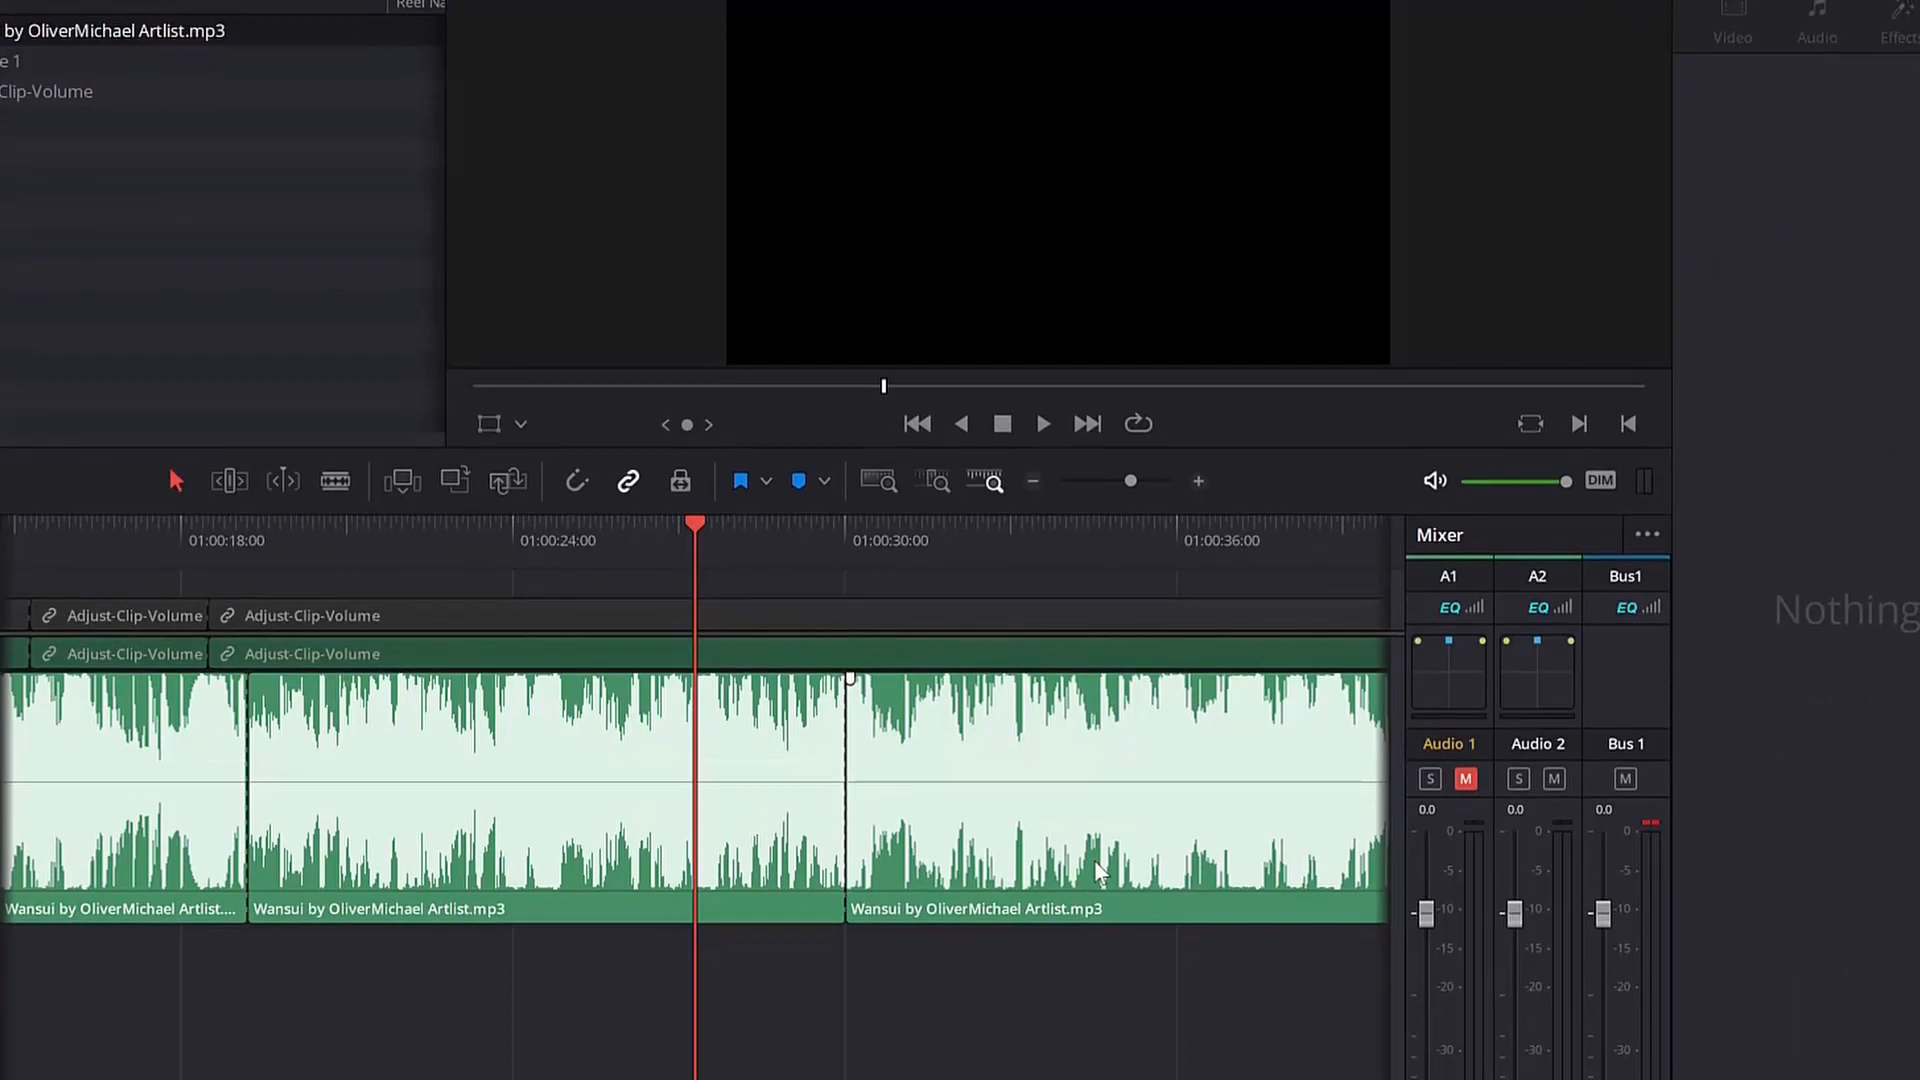 Reel Na
by OliverMichael Artlist.mp3
e 1
Clip-Volume
Video
Audio
Effects
DIM
01:00:18:00
01:00:24:00
01:00:30:00
01:00:36:00
Mixer
A1
A2
Bus1
Adjust-Clip-Volume
Adjust-Clip-Volume
EQ
EQ
EQ
Nothing
Adjust-Clip-Volume
Adjust-Clip-Volume
Audio 1
Audio 2
Bus 1
S
M
S
M
M
0.0
0.0
0.0
0
0
0
-5
-5
-5
Wansui by OliverMichael Artlist....
Wansui by OliverMichael Artlist.mp3
Wansui by OliverMichael Artlist.mp3
-10
-10
-10
-15
-15
-15
-20
-20
-20
-30
-30
-30